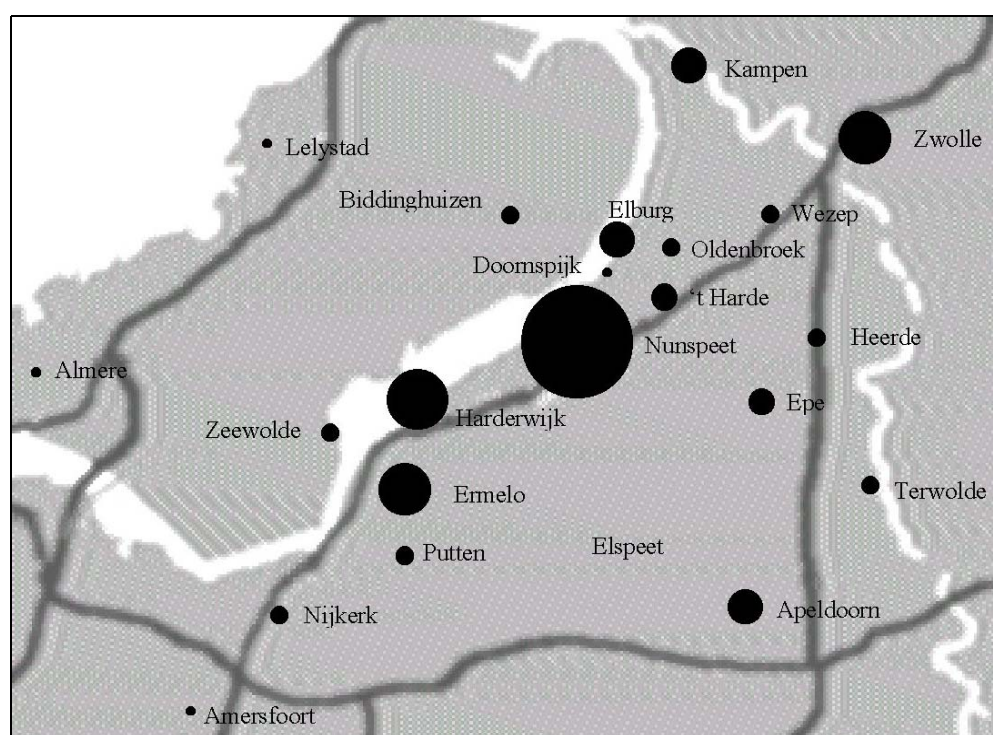 Kampen
Zwolle
Lelystad
Biddinghuizen
Elburg
Wezep
Oldenbroek
Doornspijk
‘t Harde
Nunspeet
Heerde
Almere
Epe
Harderwijk
Zeewolde
Ermelo
Terwolde
Elspeet
Putten
Nijkerk
Apeldoorn
Amersfoort